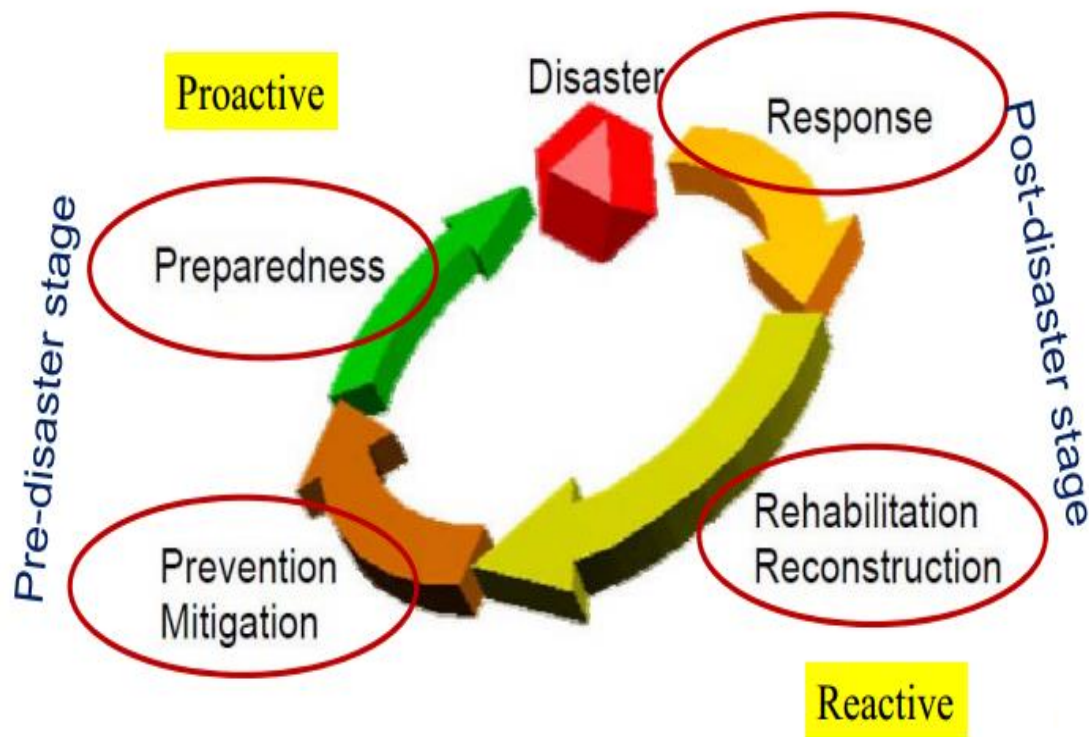 Proactive
Disaster
Response
Post-disaster stage
Pre-disaster stage
Preparedness
Rehabilitation
Reconstruction
Prevention
Mitigation
Reactive